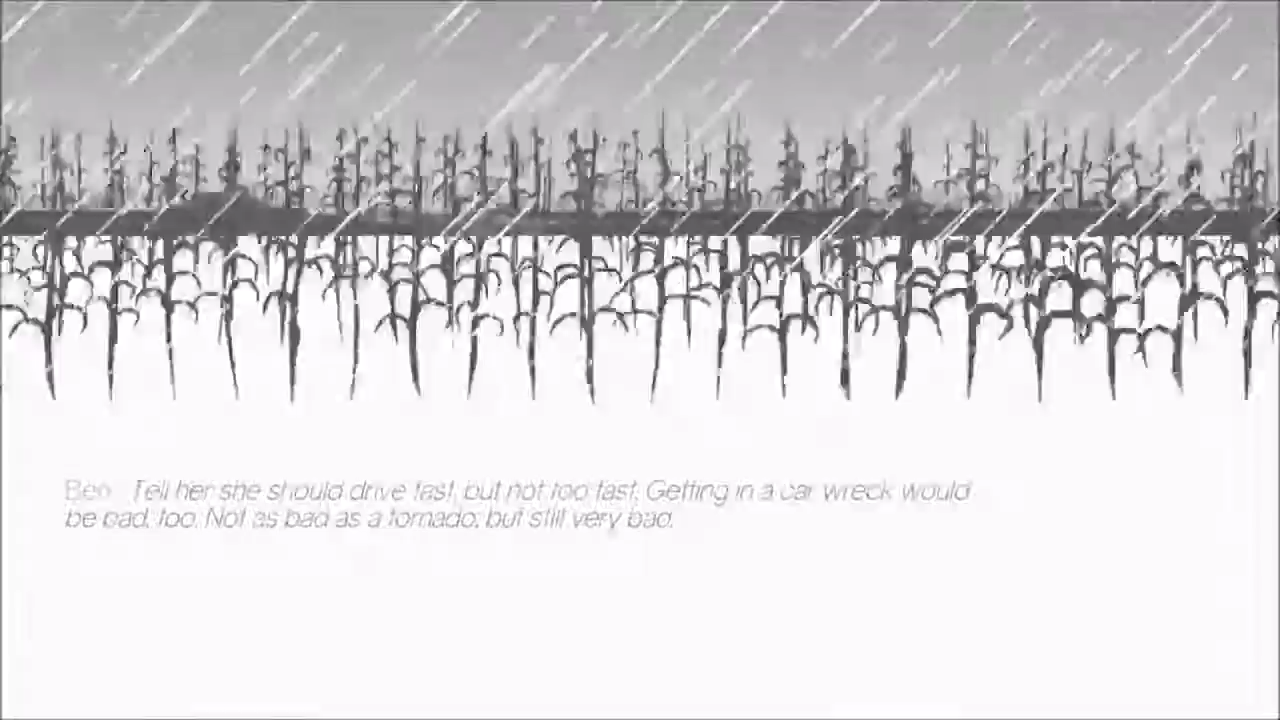 Ben Tell her she should drive fast, but not too fast. Getting in a car wreck would
be bad, too. Not as bad as a tornado, but still very bad.